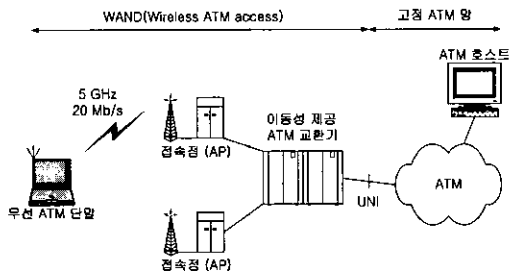 WAND(Wireless ATM access)
고정 ATM 망
ATM 호스트
5 GHz
20 Mb/s
이동성 제공
ATM 교환기
접속점 (AP)
우선 ATM 단말
UNI
ATM
접속점 (AP)